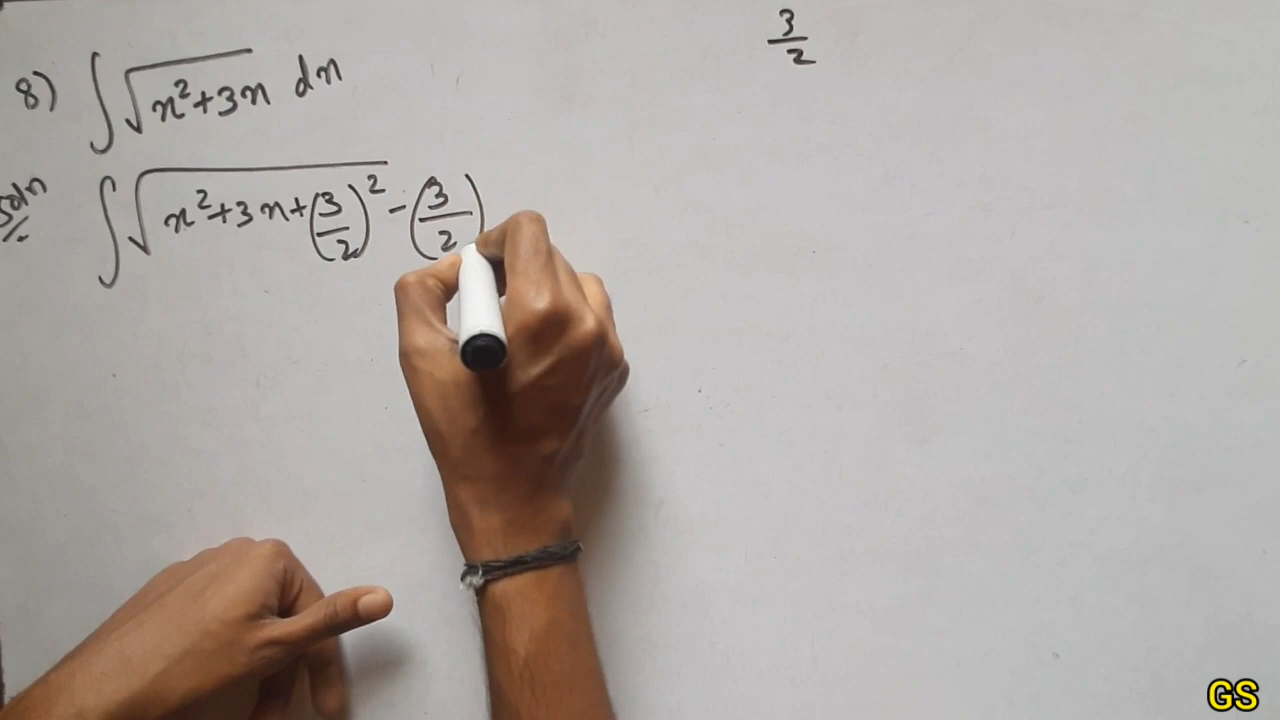 8) ∫√x²+3x dx
3/2
Soln ∫√x²+3x+(3/2)²-(3/2)
GS